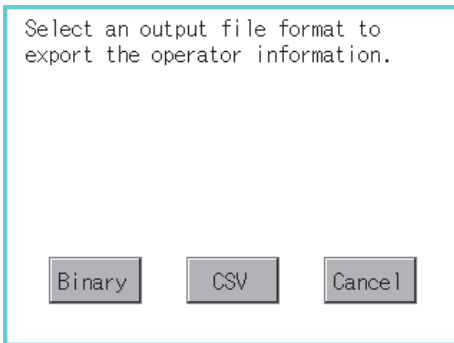 Select an output file format to
export the operator information.
Binary CSV Cancel